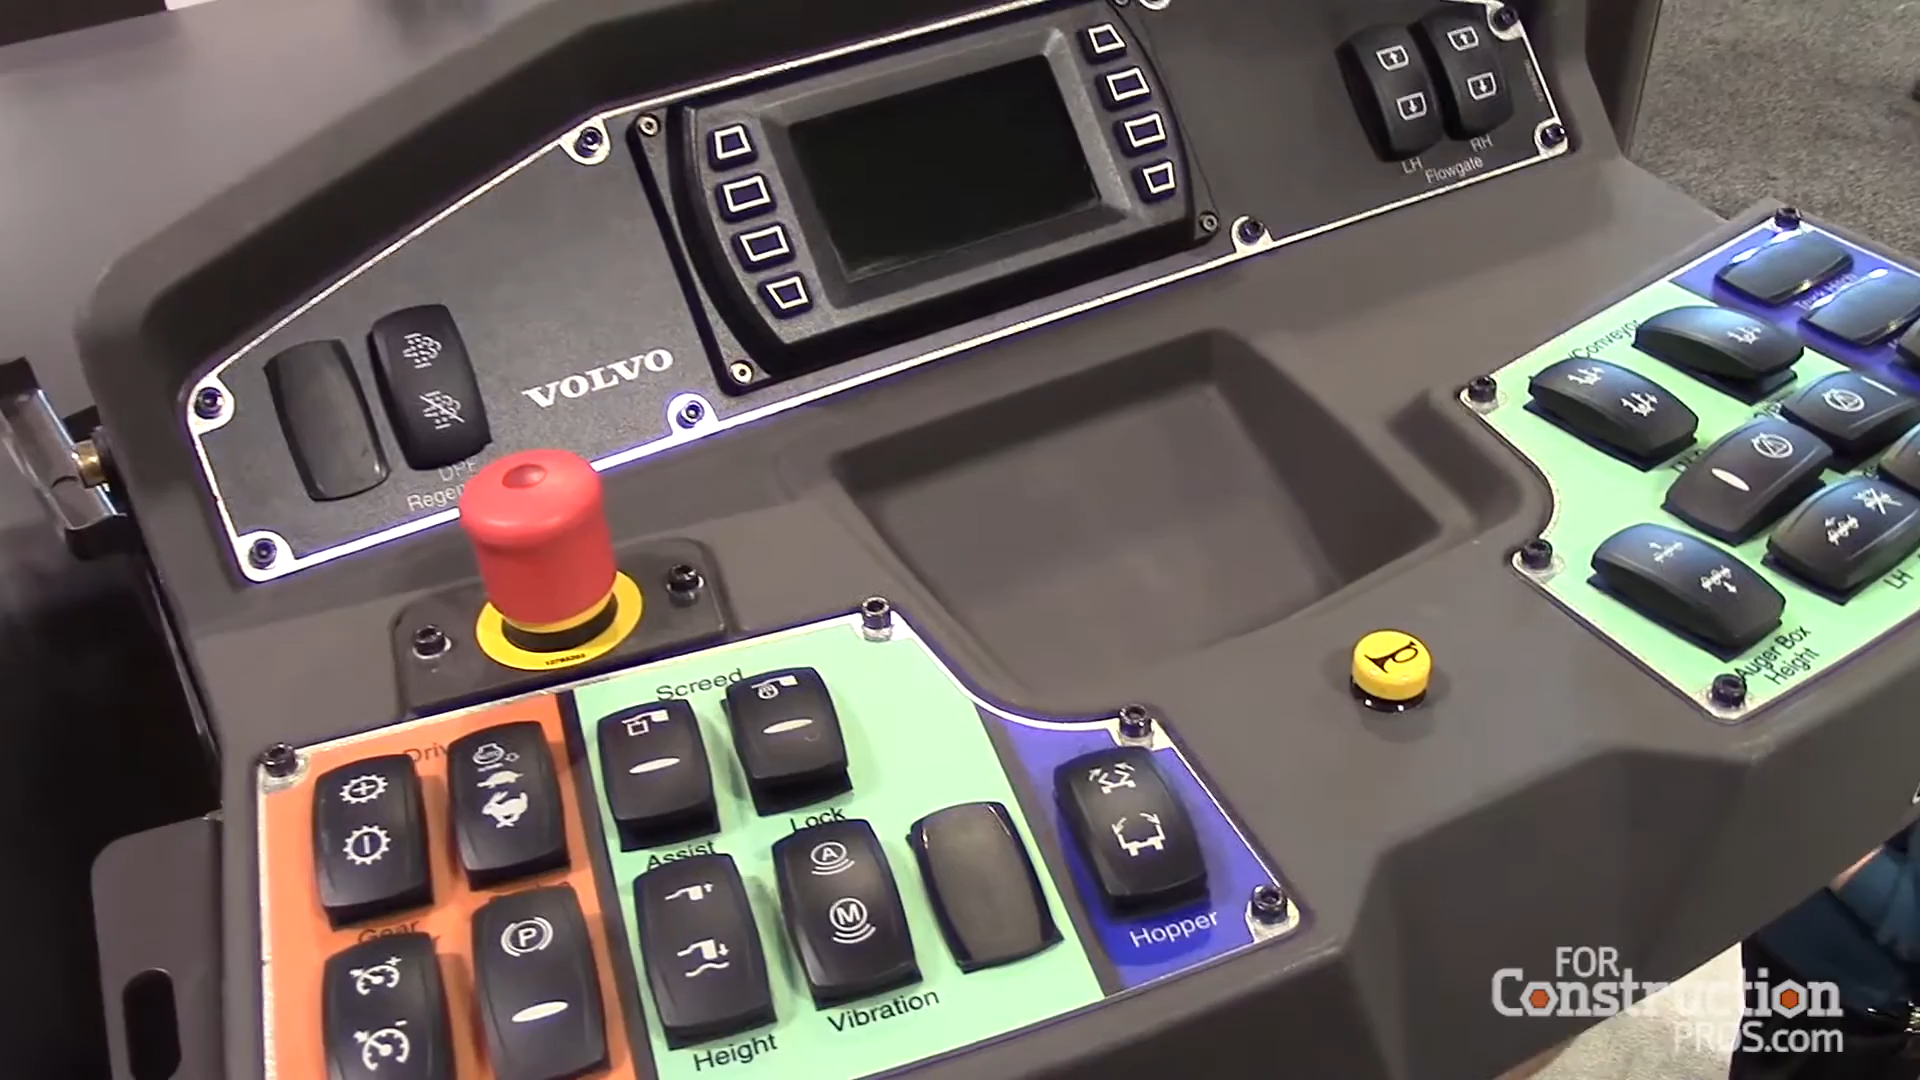 LH
RH
Flowgate
VOLVO
DPF
Conveyor
Screed
Assist
Lock
Gear
P
A
M
Height
Vibration
Hopper
Auger Box
Height
LH
FOR
Construction
PROS.com